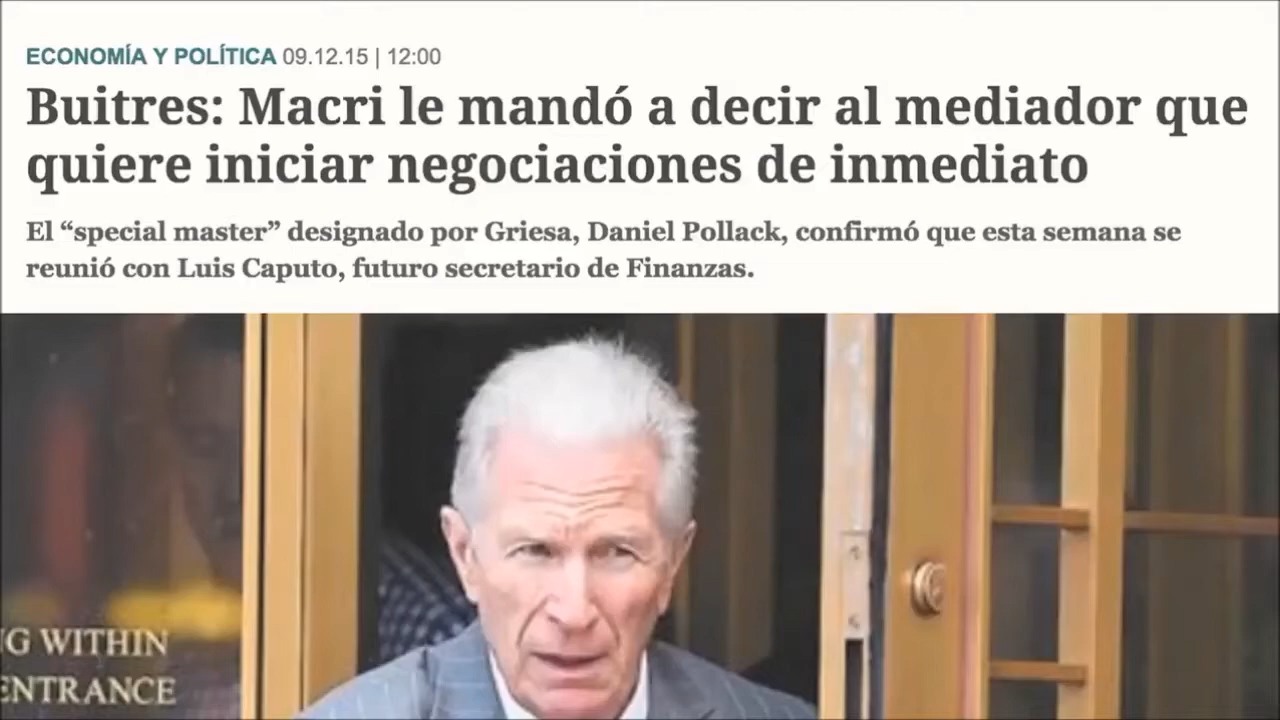 ECONOMÍA Y POLÍTICA 09.12.15 | 12:00
Buitres: Macri le mandó a decir al mediador que
quiere iniciar negociaciones de inmediato
El “special master” designado por Griesa, Daniel Pollack, confirmó que esta semana se
reunió con Luis Caputo, futuro secretario de Finanzas.
G WITHIN
ENTRANCE